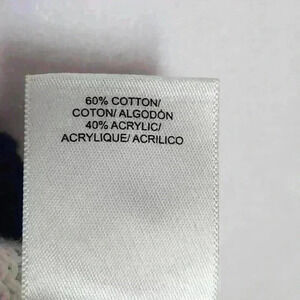 60% COTTON/
COTON/ ALGODÓN
40% ACRYLIC/
ACRYLIQUE/ ACRILICO